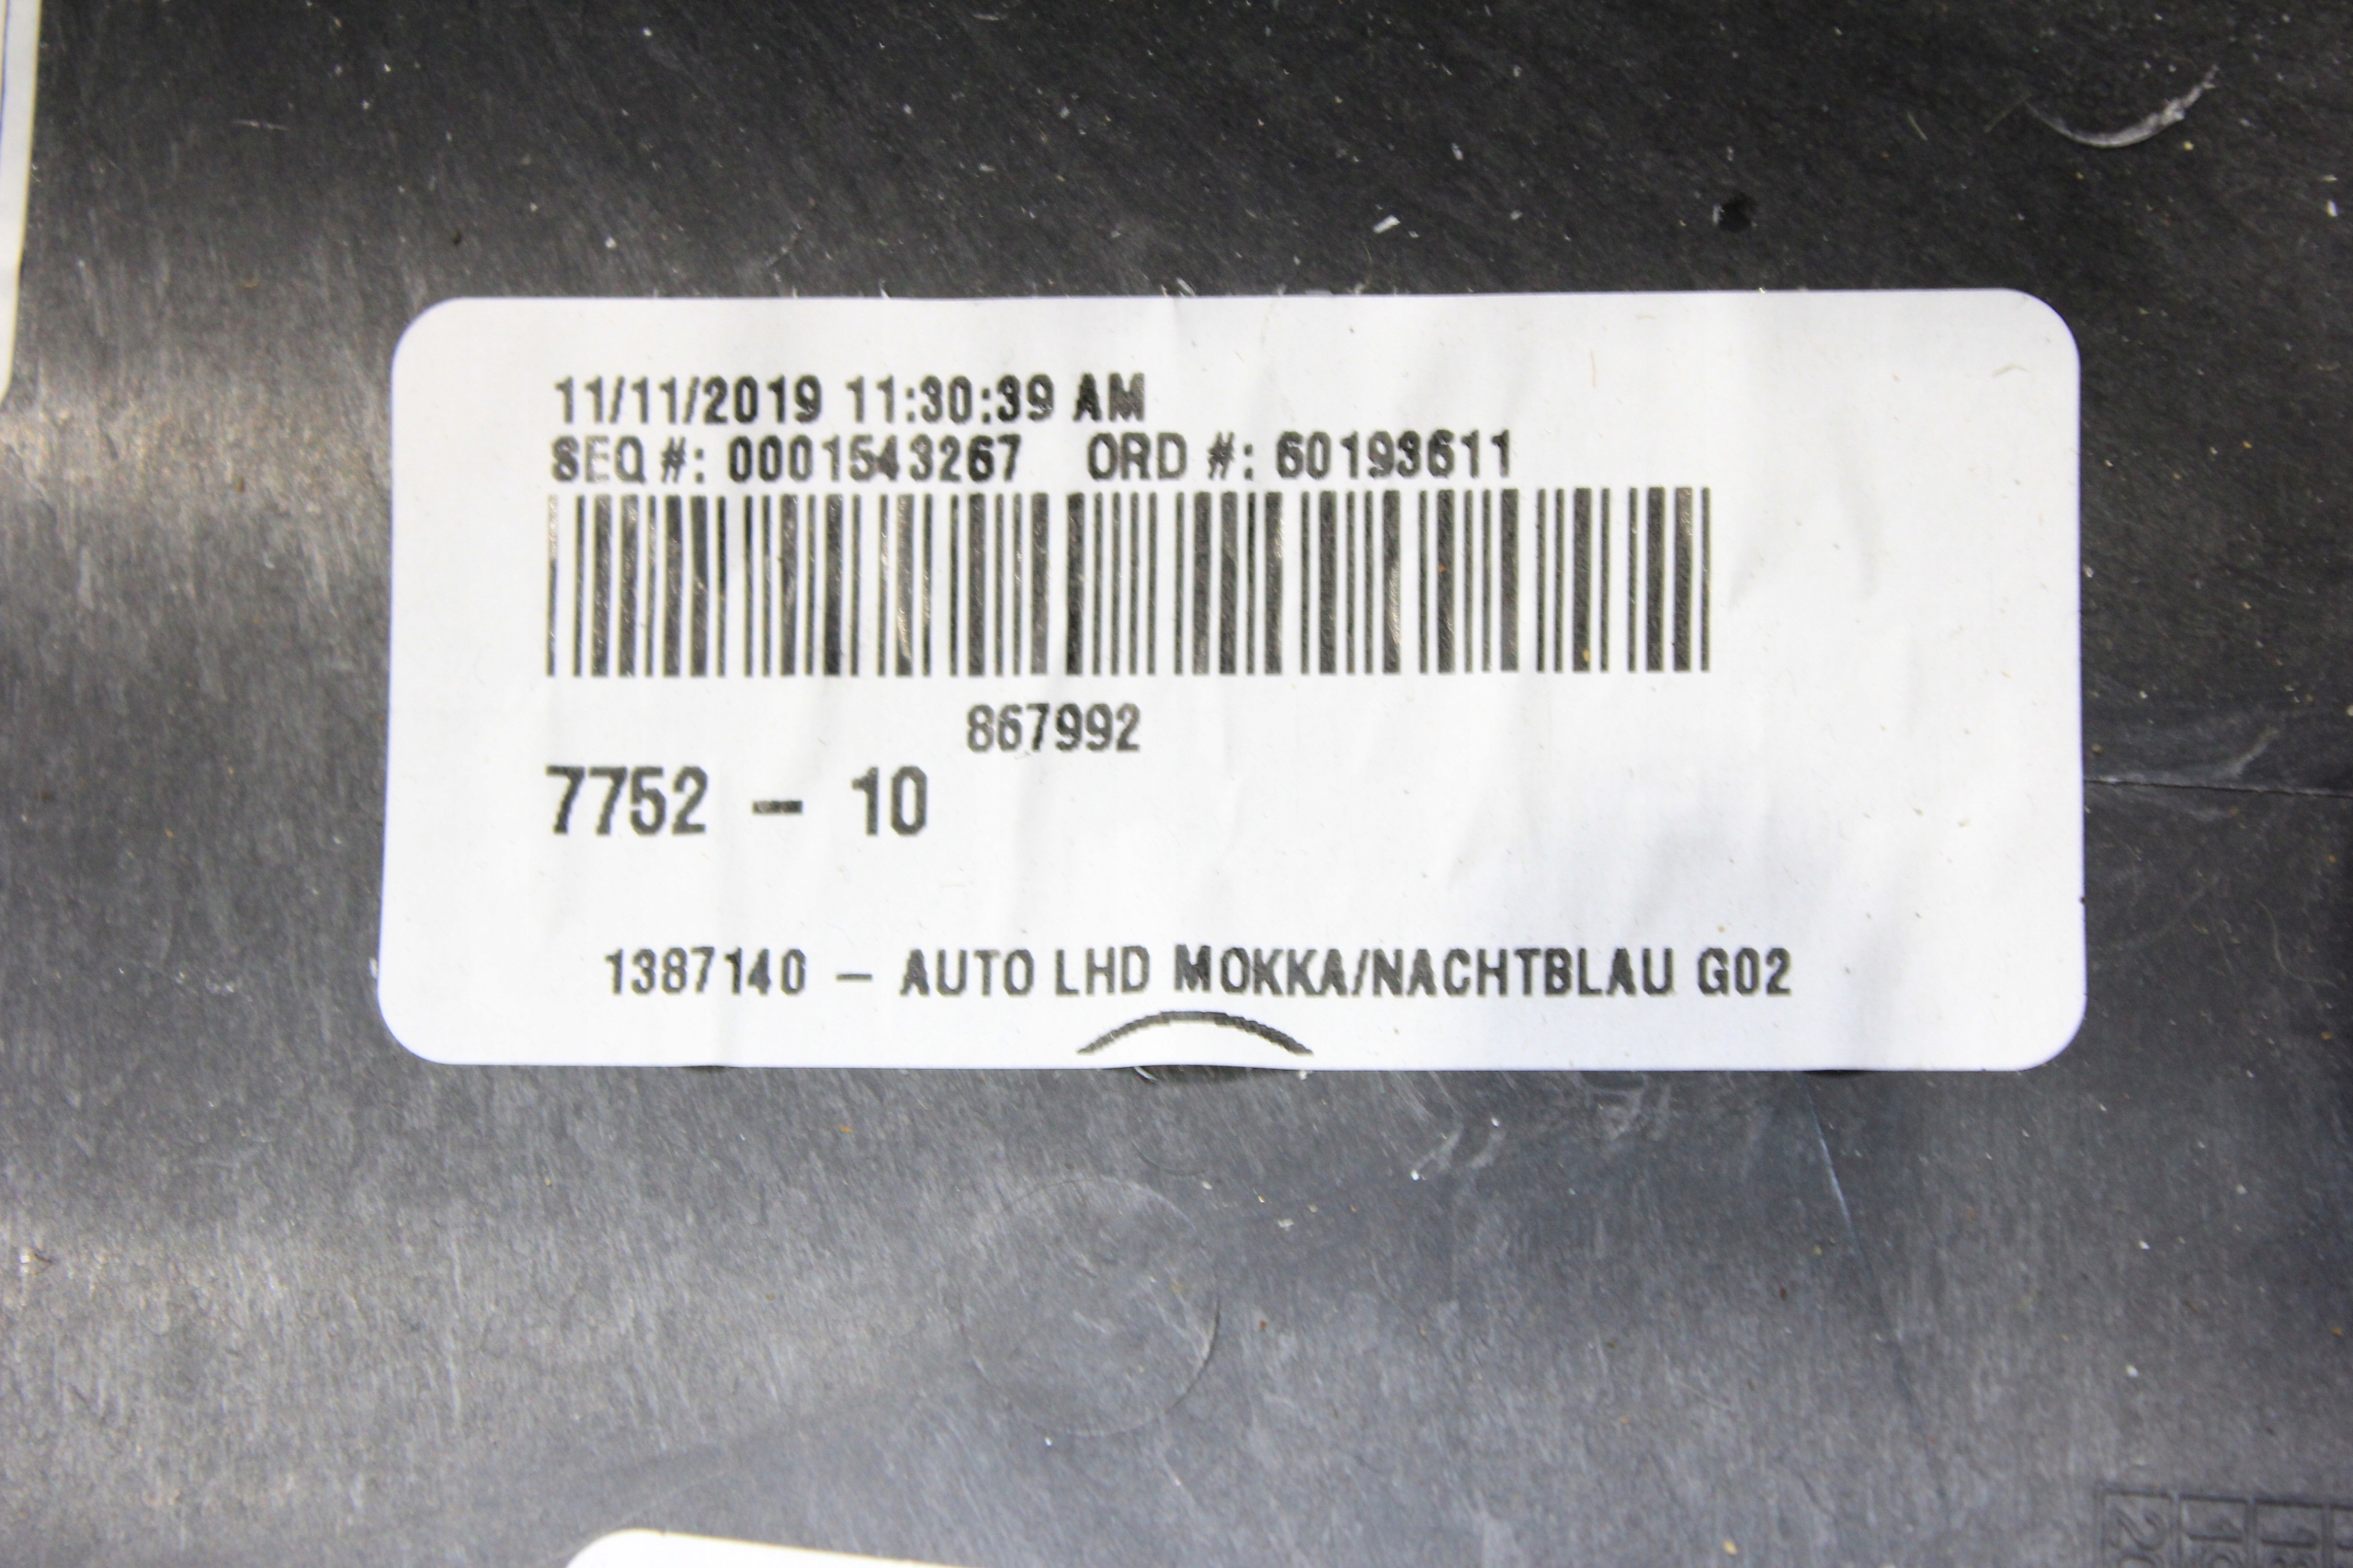 11/11/2019 11:30:39 AM
SEQ #: 0001543267 ORD #: 60193611
867992
7752 - 10
1387140 - AUTO LHD MOKKA/NACHTBLAU G02